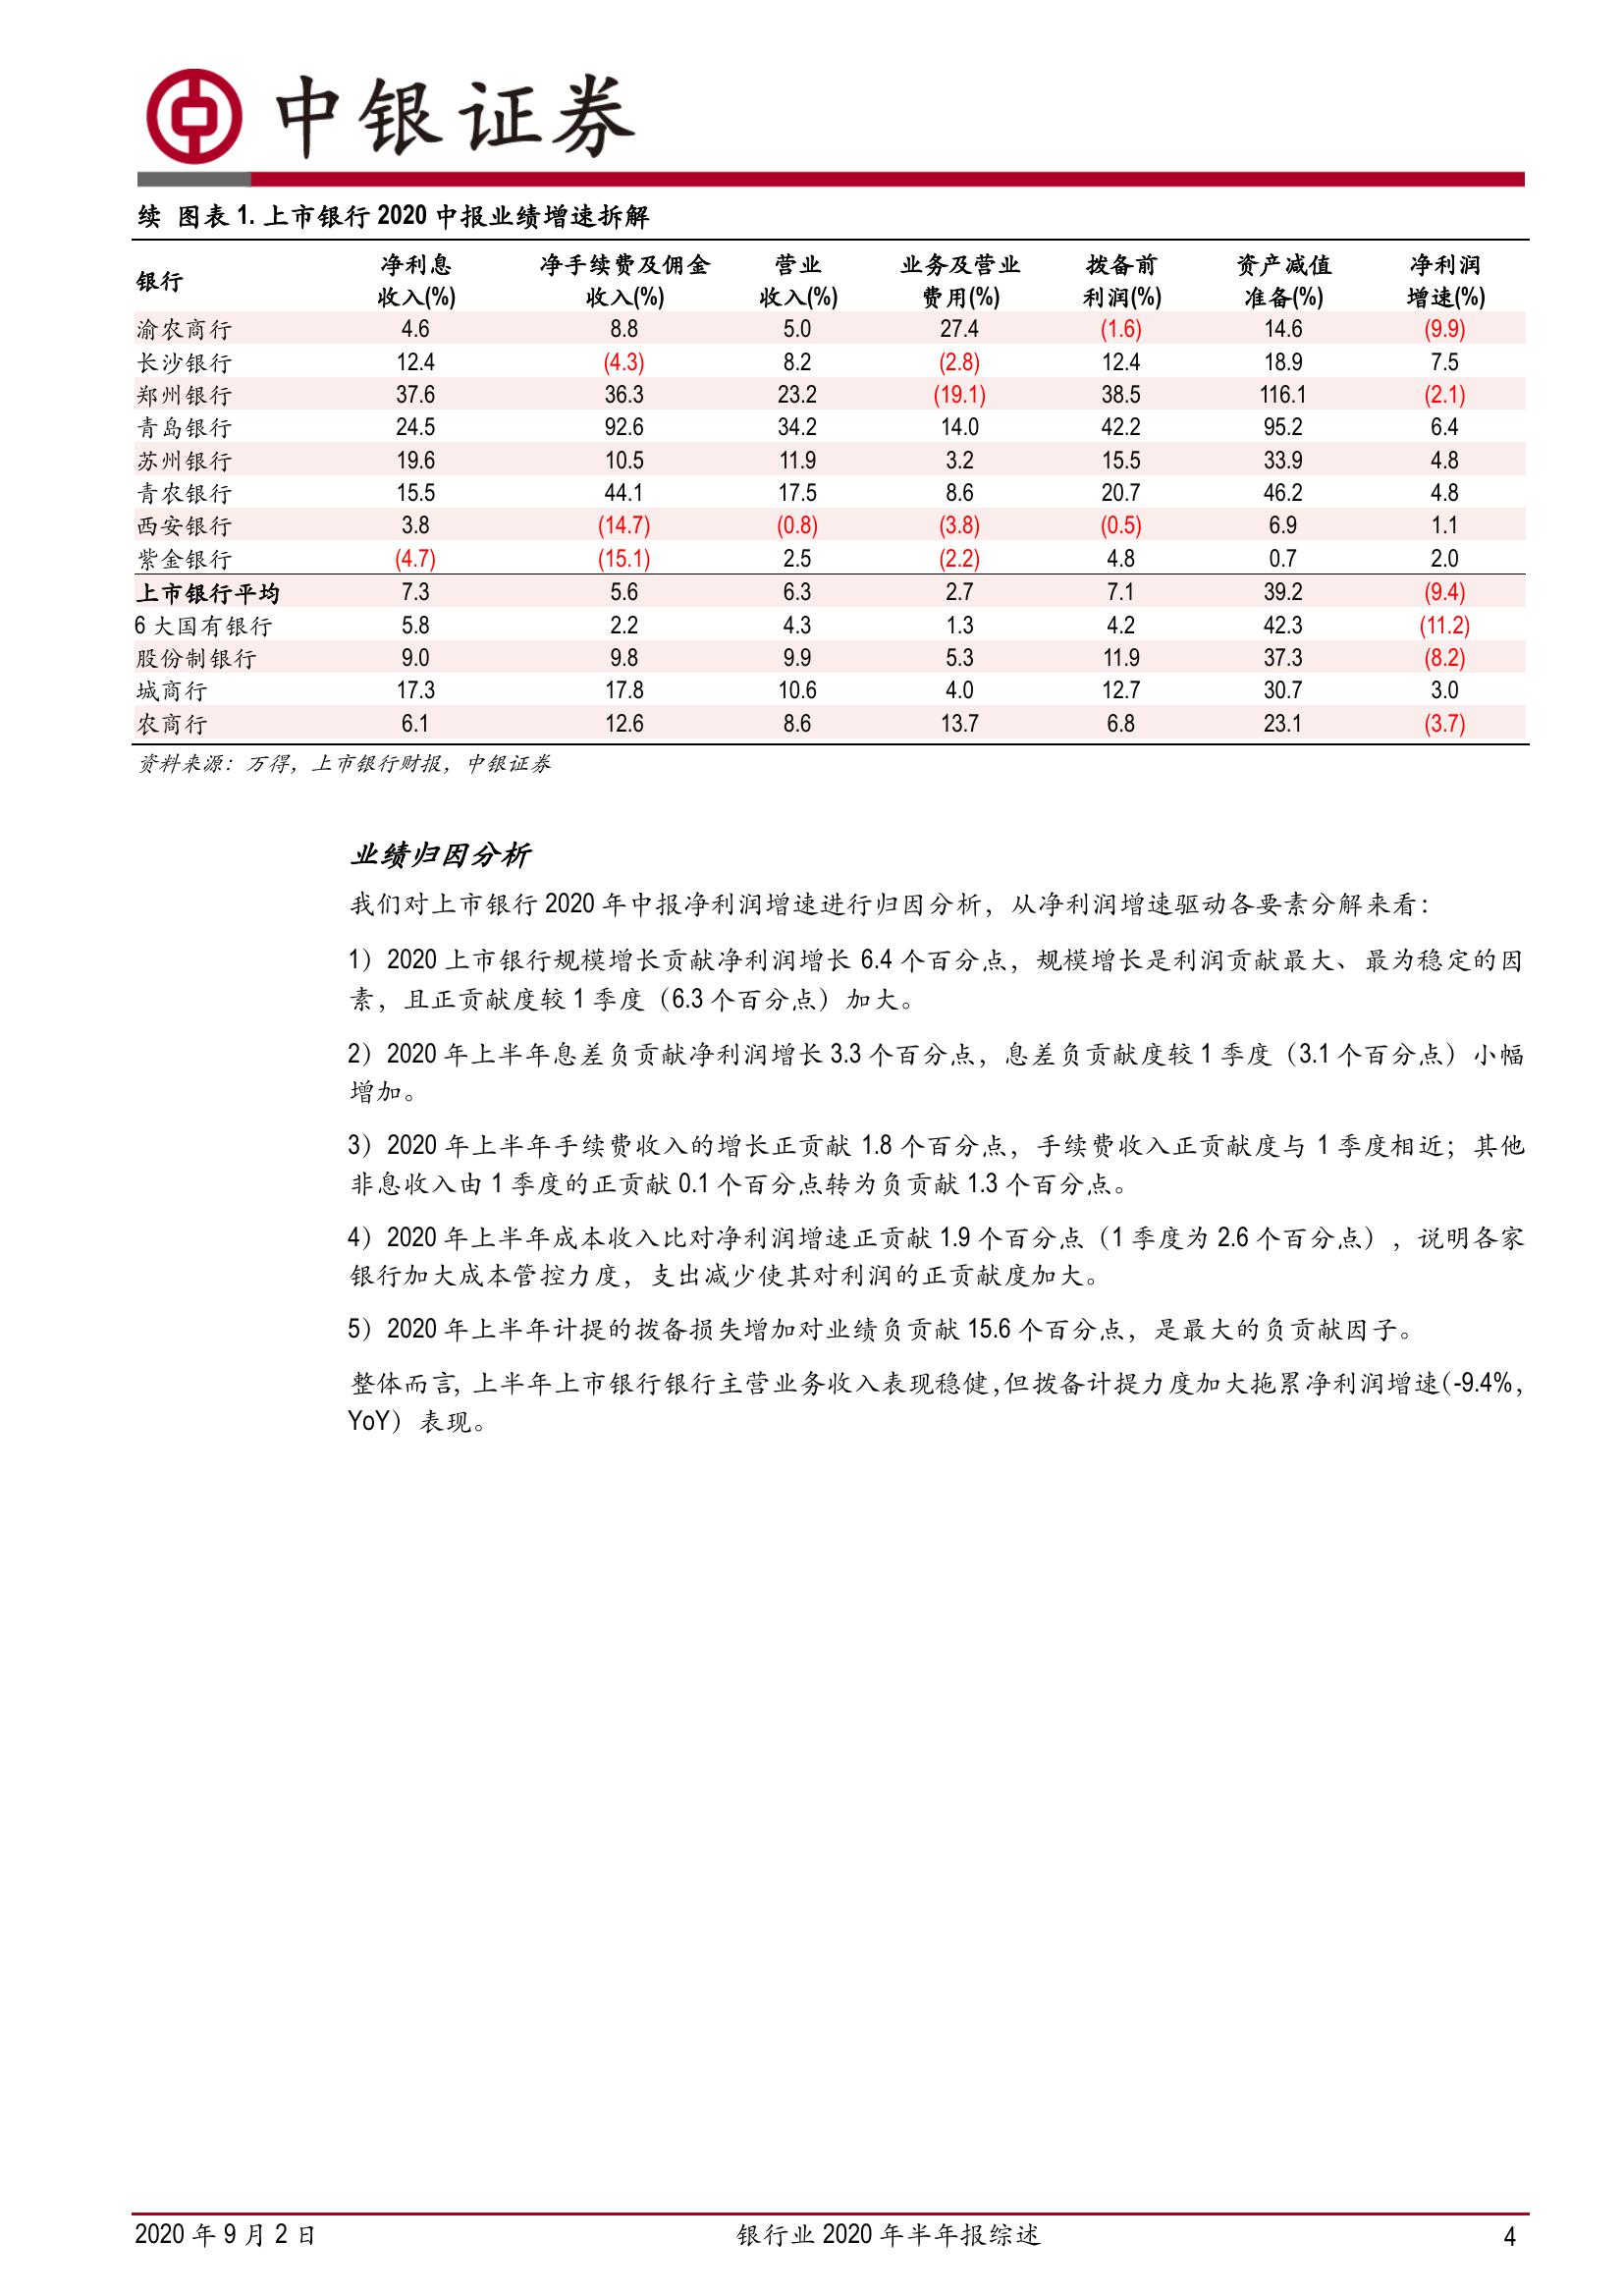 中银证券
续 图表 1. 上市银行 2020 中报业绩增速拆解
银行 净利息 净手续费及佣金 营业 业务及营业 拨备前 资产减值 净利润
收入(%) 收入(%) 收入(%) 费用(%) 利润(%) 准备(%) 增速(%)
渝农商行 4.6 8.8 5.0 27.4 (1.6) 14.6 (9.9)
长沙银行 12.4 (4.3) 8.2 (2.8) 12.4 18.9 7.5
郑州银行 37.6 36.3 23.2 (19.1) 38.5 116.1 (2.1)
青岛银行 24.5 92.6 34.2 14.0 42.2 95.2 6.4
苏州银行 19.6 10.5 11.9 3.2 15.5 33.9 4.8
青农银行 15.5 44.1 17.5 8.6 20.7 46.2 4.8
西安银行 3.8 (14.7) (0.8) (3.8) (0.5) 6.9 1.1
紫金银行 (4.7) (15.1) 2.5 (2.2) 4.8 0.7 2.0
上市银行平均 7.3 5.6 6.3 2.7 7.1 39.2 (9.4)
6 大国有银行 5.8 2.2 4.3 1.3 4.2 42.3 (11.2)
股份制银行 9.0 9.8 9.9 5.3 11.9 37.3 (8.2)
城商行 17.3 17.8 10.6 4.0 12.7 30.7 3.0
农商行 6.1 12.6 8.6 13.7 6.8 23.1 (3.7)
资料来源：万得，上市银行财报，中银证券
业绩归因分析
我们对上市银行 2020 年中报净利润增速进行归因分析，从净利润增速驱动各要素分解来看：
1）2020 上市银行规模增长贡献净利润增长 6.4 个百分点，规模增长是利润贡献最大、最为稳定的因
素，且正贡献度较 1 季度（6.3 个百分点）加大。
2）2020 年上半年息差负贡献净利润增长 3.3 个百分点，息差负贡献度较 1 季度（3.1 个百分点）小幅
增加。
3）2020 年上半年手续费收入的增长正贡献 1.8 个百分点，手续费收入正贡献度与 1 季度相近；其他
非息收入由 1 季度的正贡献 0.1 个百分点转为负贡献 1.3 个百分点。
4）2020 年上半年成本收入比对净利润增速正贡献 1.9 个百分点（1 季度为 2.6 个百分点），说明各家
银行加大成本管控力度，支出减少使其对利润的正贡献度加大。
5）2020 年上半年计提的拨备损失增加对业绩负贡献 15.6 个百分点，是最大的负贡献因子。
整体而言，上半年上市银行银行主营业务收入表现稳健，但拨备计提力度加大拖累净利润增速（-9.4%，
YoY）表现。
2020 年 9 月 2 日 银行业 2020 年半年报综述 4